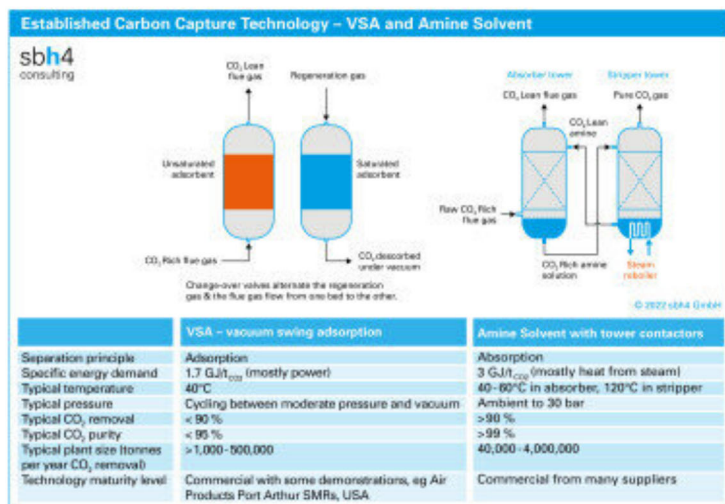 Established Carbon Capture Technology – VSA and Amine Solvent
sbh4
consulting
CO₂ Lean
flue gas
Regeneration gas
Unsaturated
adsorbent
Saturated
adsorbent
CO₂ Rich flue gas
CO₂ desorbed
under vacuum
Change-over valves alternate the regeneration
gas & the flue gas flow from one bed to the other.
Absorber tower
Stripper tower
CO₂ Lean flue gas
Pure CO₂ gas
CO₂ Lean
amine
Raw CO₂ Rich
flue gas
CO₂ Rich amine
solution
Steam
reboiler
© 2022 sbh4 GmbH
VSA – vacuum swing adsorption
Amine Solvent with tower contactors
Separation principle Adsorption Absorption
Specific energy demand 1.7 GJ/tCO2 (mostly power) 3 GJ/tCO2 (mostly heat from steam)
Typical temperature 40°C 40-60°C in absorber, 120°C in stripper
Typical pressure Cycling between moderate pressure and vacuum Ambient to 30 bar
Typical CO₂ removal < 90 % >90 %
Typical CO₂ purity < 95 % >99 %
Typical plant size (tonnes >1,000-500,000 40,000-4,000,000
per year CO₂ removal)
Technology maturity level Commercial with some demonstrations, eg Air Commercial from many suppliers
Products Port Arthur SMRs, USA